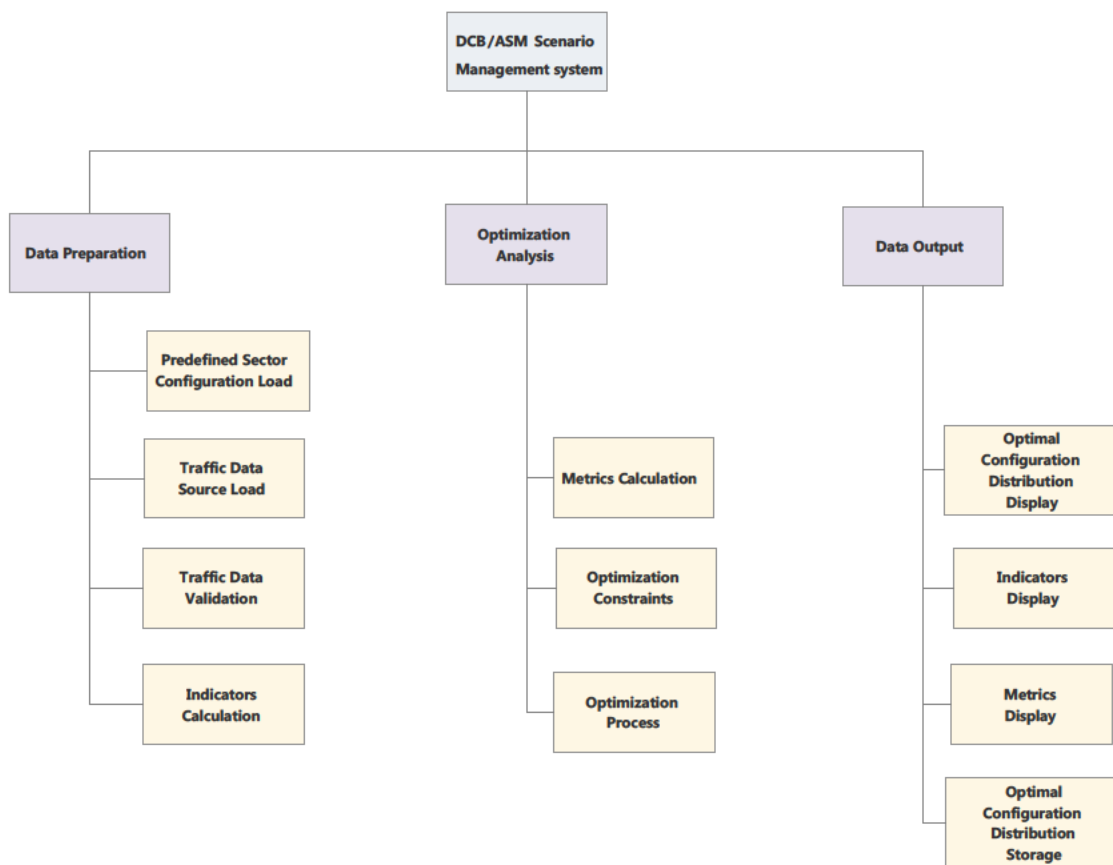 DCB/ASM Scenario
Management system
Data Preparation
Optimization
Analysis
Data Output
Predefined Sector
Configuration Load
Traffic Data
Source Load
Traffic Data
Validation
Indicators
Calculation
Metrics Calculation
Optimization
Constraints
Optimization
Process
Optimal
Configuration
Distribution
Display
Indicators
Display
Metrics
Display
Optimal
Configuration
Distribution
Storage